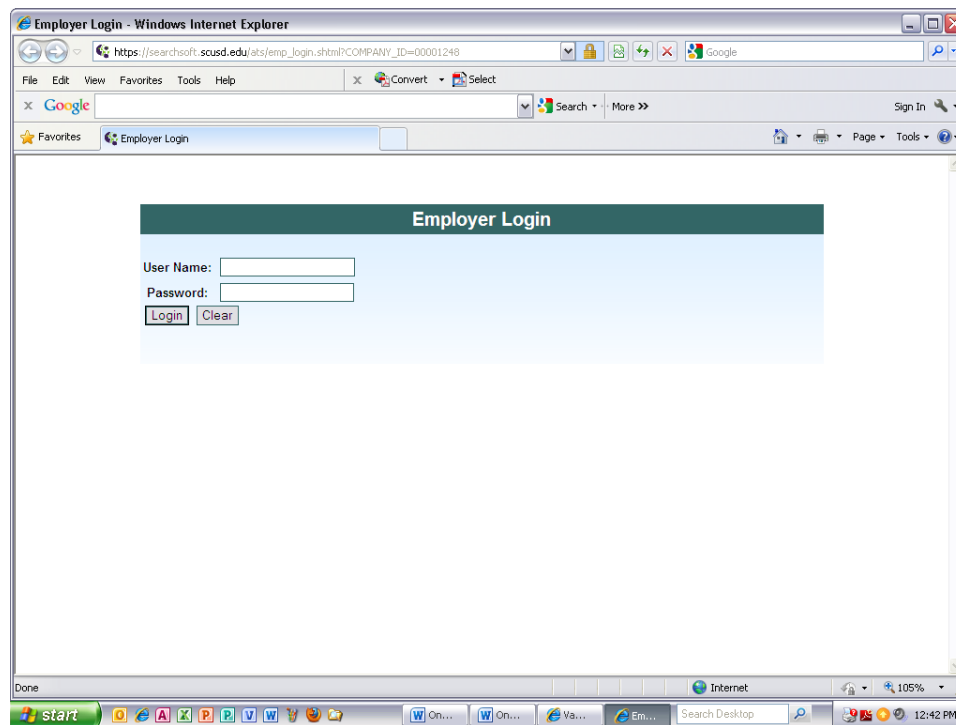 Employer Login - Windows Internet Explorer
https://searchsoft.scusd.edu/ats/emp_login.shtml?COMPANY_ID=00001248
Google
File Edit View Favorites Tools Help x Convert Select
x Google Search More >> Sign In
Favorites Employer Login Page Tools
Employer Login
User Name:
Password:
Login Clear
Done Internet 105%
start On... On... Va... Em... Search Desktop 12:42 PM